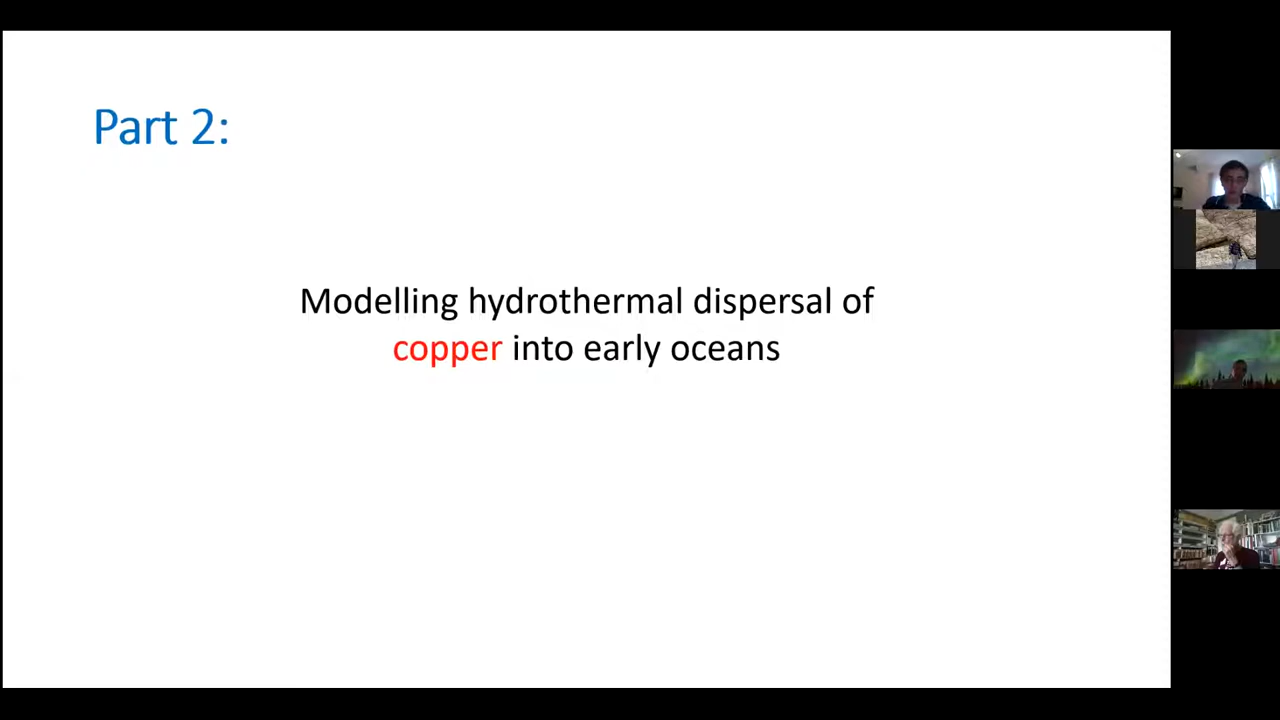 Part 2:
Modelling hydrothermal dispersal of
copper into early oceans